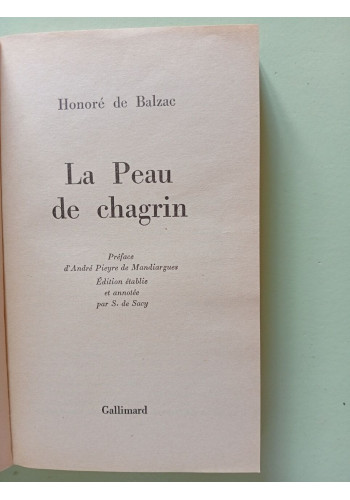 Honoré de Balzac
La Peau
de chagrin
Préface
d'André Pieyre de Mandiargues
Édition établie
et annotée
par S. de Sacy
Gallimard